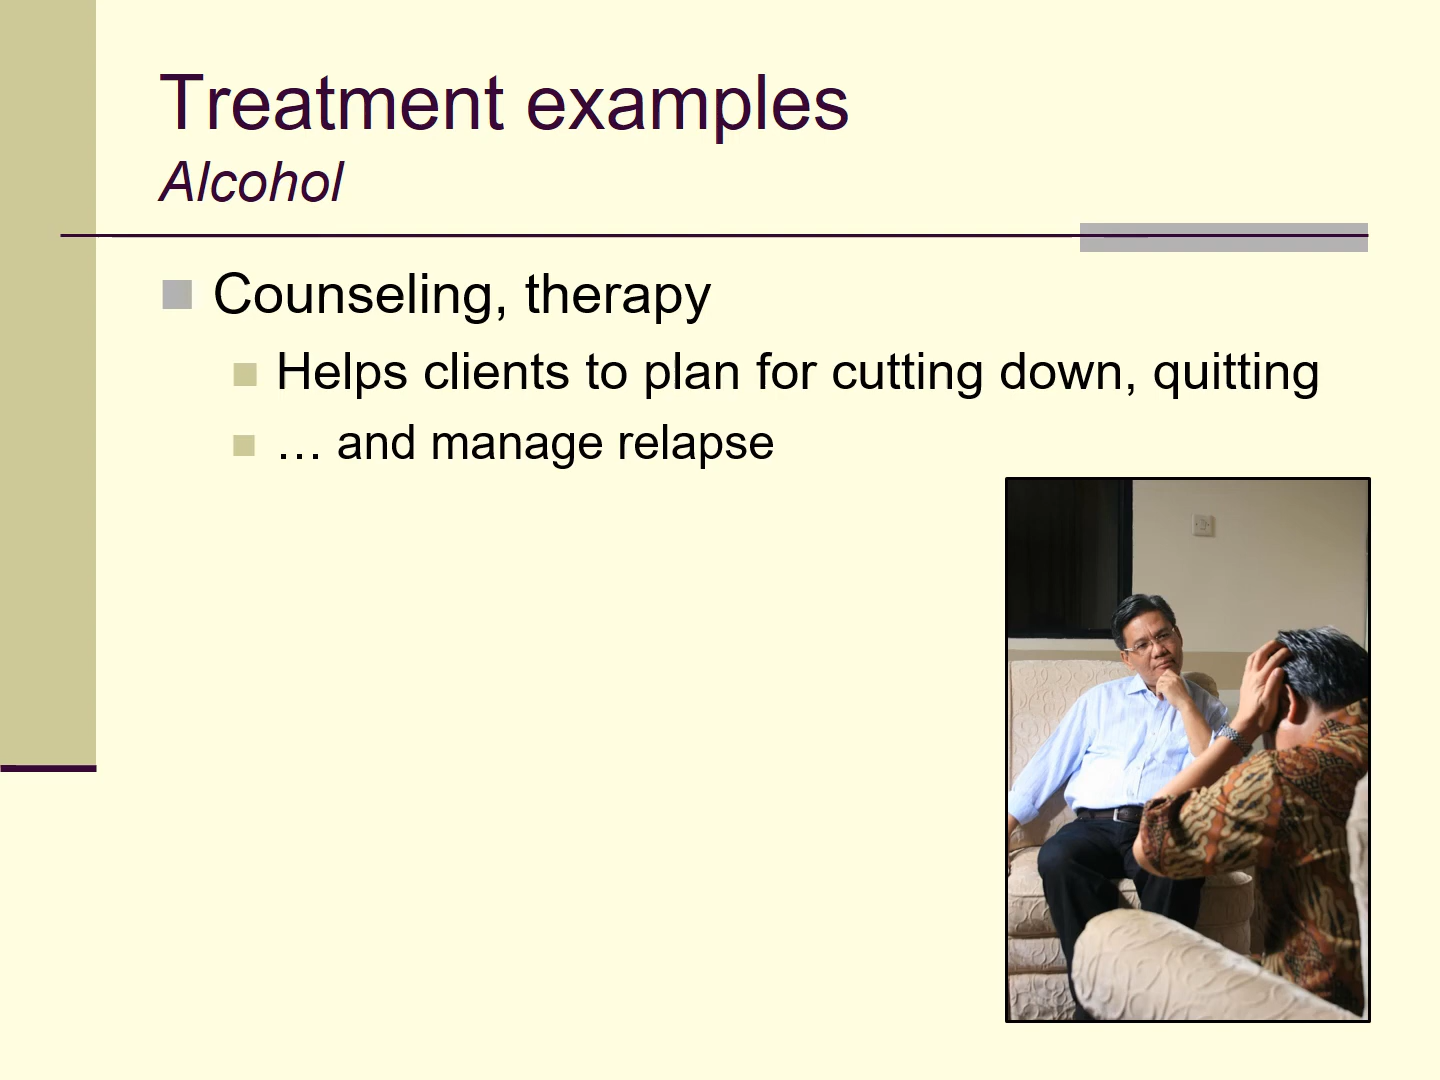 Treatment examples
Alcohol
Counseling, therapy
Helps clients to plan for cutting down, quitting
… and manage relapse